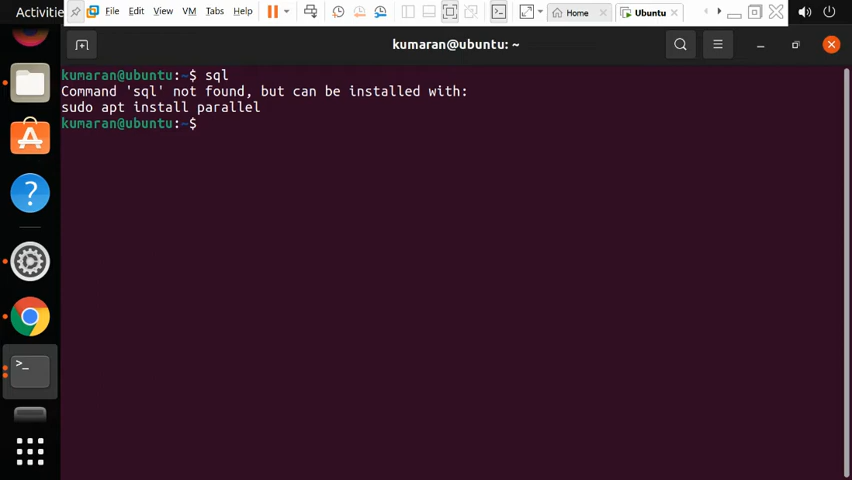 Activities File Edit View VM Tabs Help Home Ubuntu
kumaran@ubuntu: ~
kumaran@ubuntu:~$ sql
Command 'sql' not found, but can be installed with:
sudo apt install parallel
kumaran@ubuntu:~$